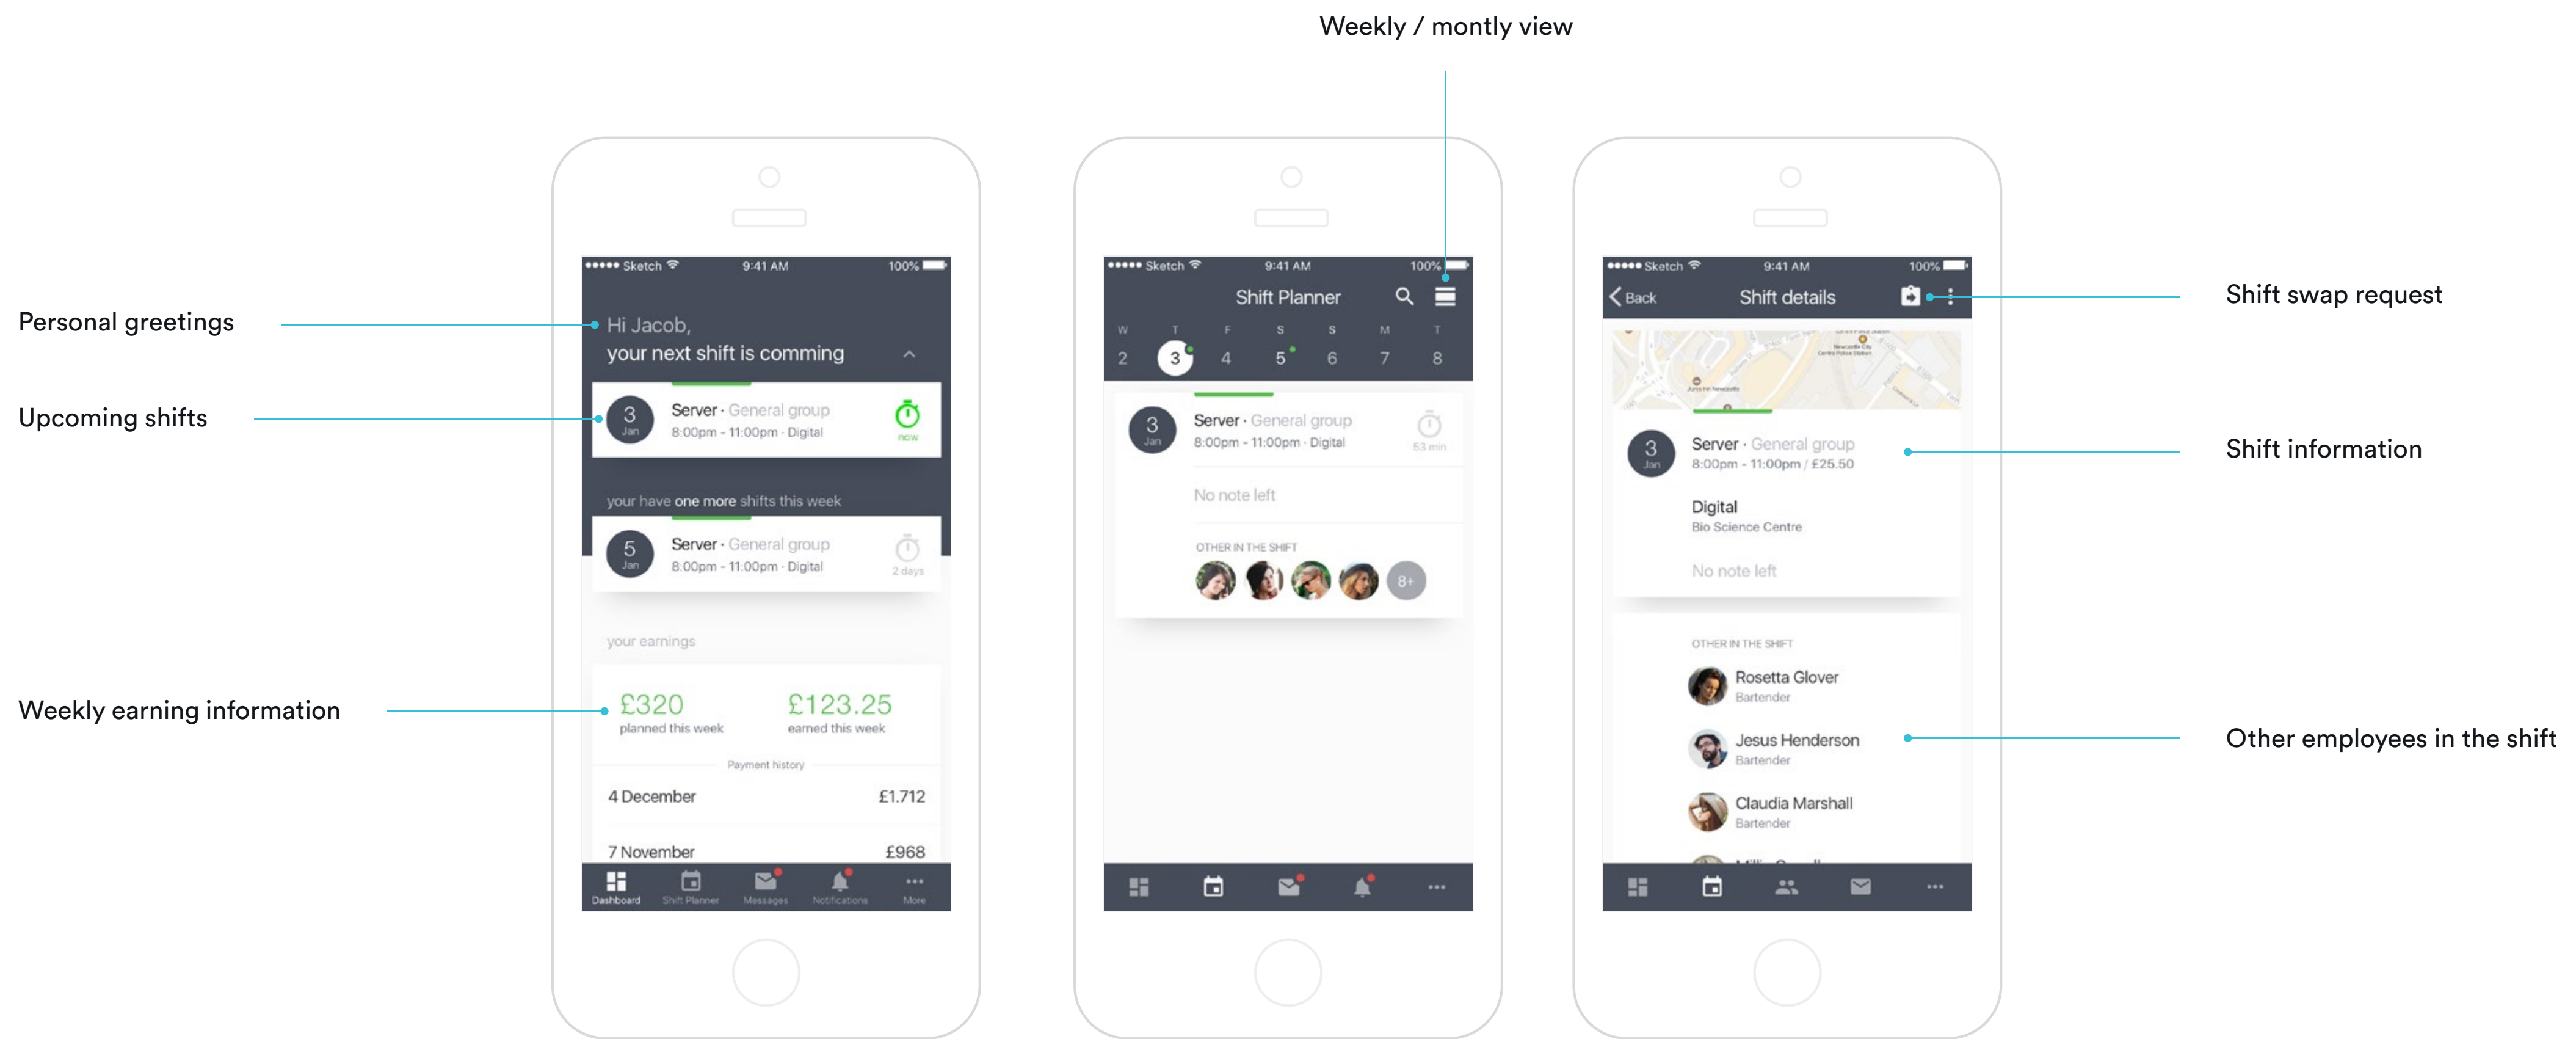 Weekly / montly view
Personal greetings
Upcoming shifts
Weekly earning information
Sketch 9:41 AM 100%
Hi Jacob,
your next shift is comming
3 Jan
Server · General group
8:00pm - 11:00pm · Digital
now
your have one more shifts this week
5 Jan
Server · General group
8:00pm - 11:00pm · Digital
2 days
your earnings
£320 £123.25
planned this week earned this week
Payment history
4 December £1.712
7 November £968
Dashboard Shift Planner Messages Notifications More
Sketch 9:41 AM 100%
Shift Planner
W T F S S M T
2 3 4 5 6 7 8
3 Jan
Server · General group
8:00pm - 11:00pm · Digital
53 min
No note left
OTHER IN THE SHIFT
8+
Sketch 9:41 AM 100%
Back Shift details
Newcastle City
Centre Police Station
3 Jan
Server · General group
8:00pm - 11:00pm / £25.50
Digital
Bio Science Centre
No note left
OTHER IN THE SHIFT
Rosetta Glover
Bartender
Jesus Henderson
Bartender
Claudia Marshall
Bartender
Shift swap request
Shift information
Other employees in the shift